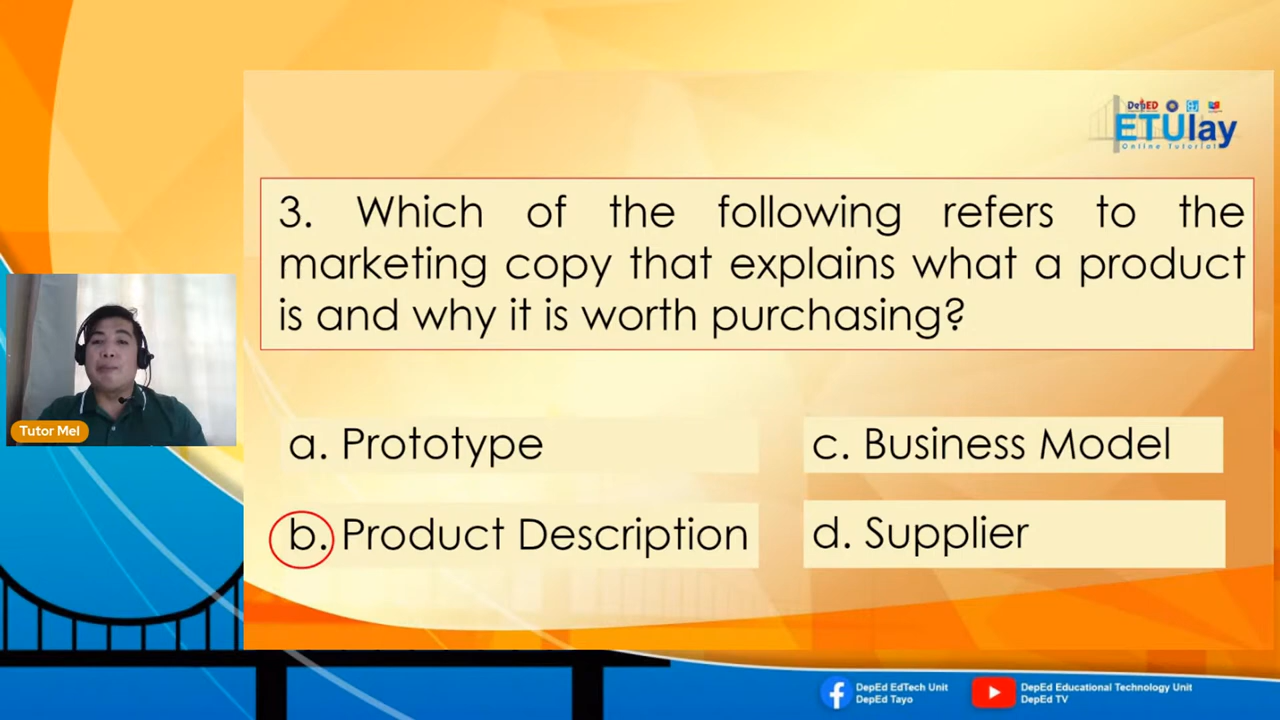 DepED
ETUlay
Online Tutorial
3. Which of the following refers to the
marketing copy that explains what a product
is and why it is worth purchasing?
Tutor Mel
a. Prototype
c. Business Model
b. Product Description
d. Supplier
DepEd EdTech Unit
DepEd Tayo
DepEd Educational Technology Unit
DepEd TV